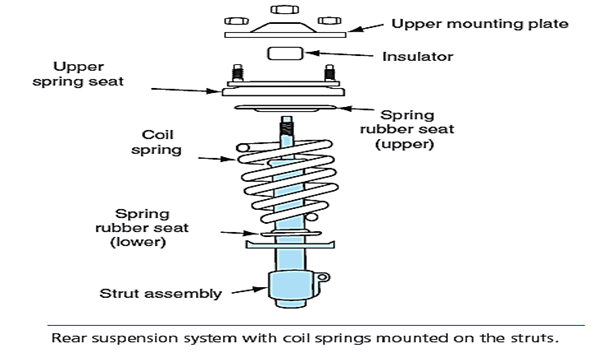 Upper mounting plate
Insulator
Upper
spring seat
Spring
rubber seat
(upper)
Coil
spring
Spring
rubber seat
(lower)
Strut assembly
Rear suspension system with coil springs mounted on the struts.